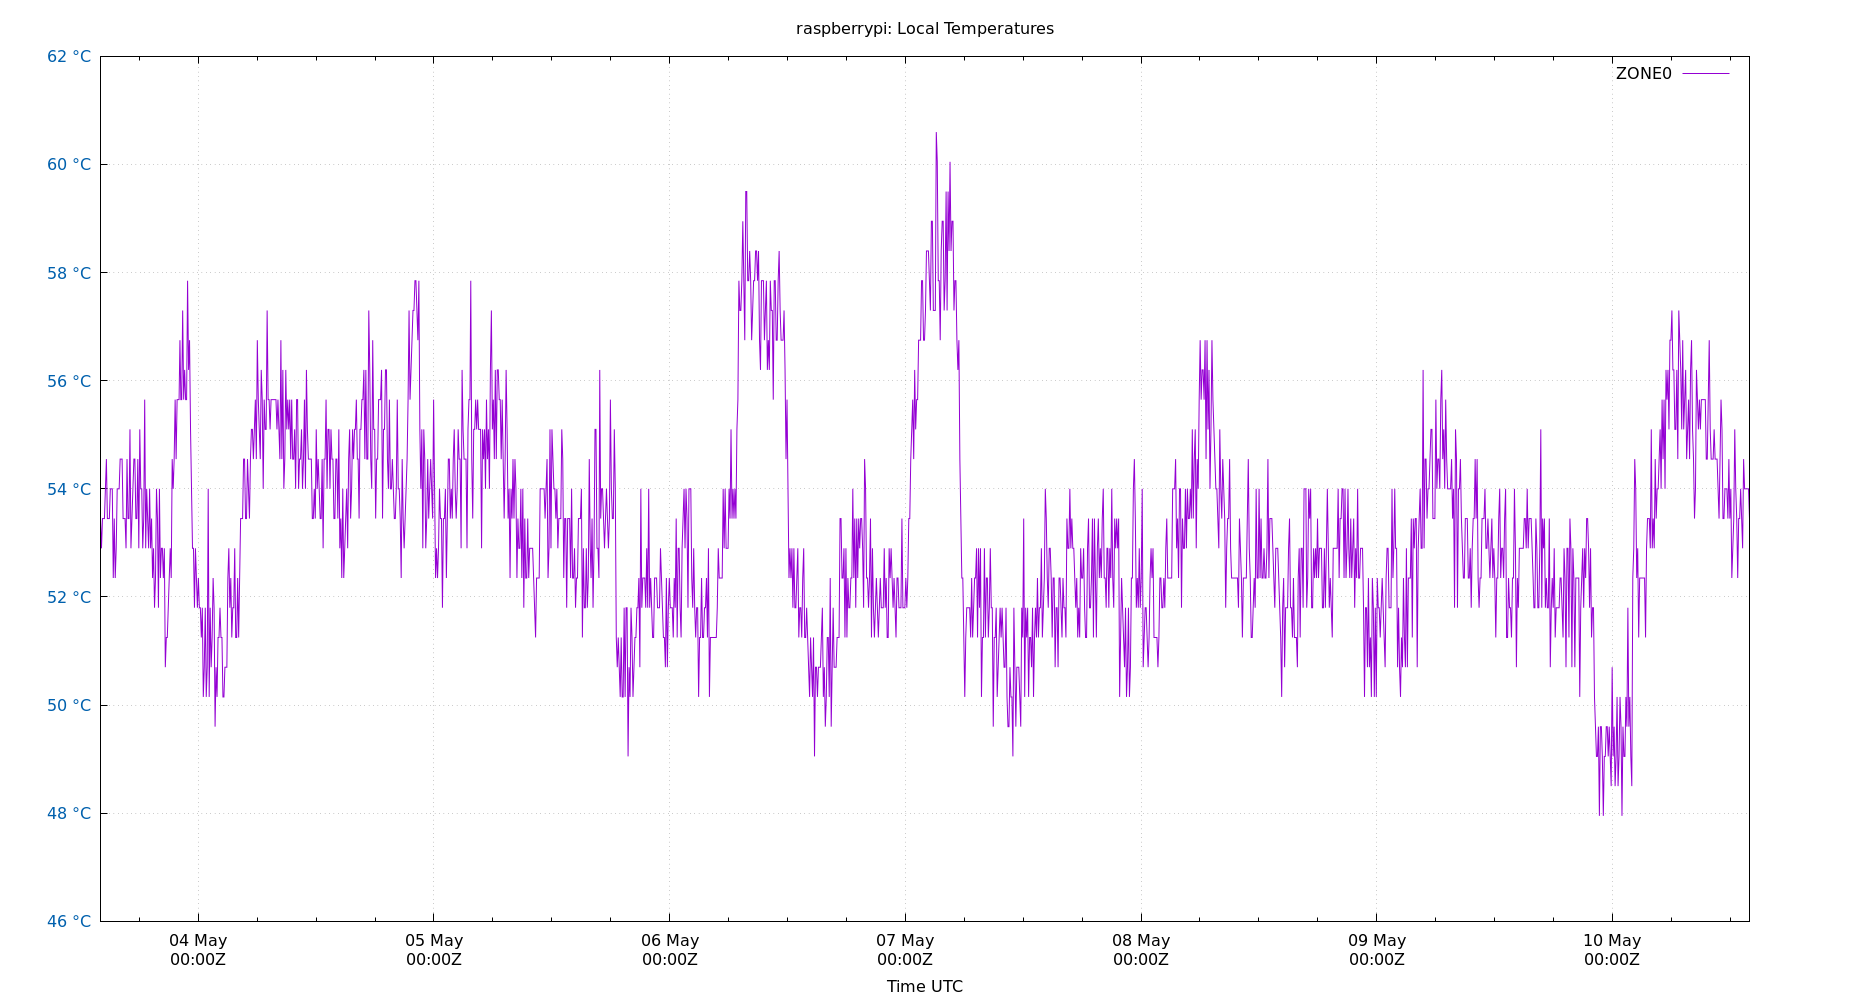 raspberrypi: Local Temperatures
62 °C
ZONE0
60 °C
58 °C
56 °C
54 °C
52 °C
50 °C
48 °C
46 °C
04 May 05 May 06 May 07 May 08 May 09 May 10 May
00:00Z 00:00Z 00:00Z 00:00Z 00:00Z 00:00Z 00:00Z
Time UTC